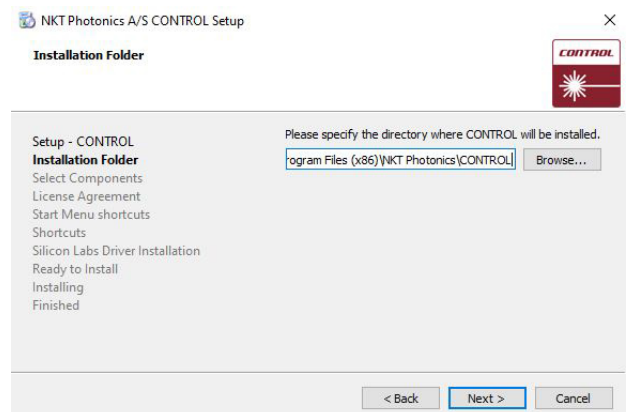 NKT Photonics A/S CONTROL Setup
Installation Folder
CONTROL
Setup - CONTROL
Installation Folder
Select Components
License Agreement
Start Menu shortcuts
Shortcuts
Silicon Labs Driver Installation
Ready to Install
Installing
Finished
Please specify the directory where CONTROL will be installed.
rogram Files (x86)\NKT Photonics\CONTROL
Browse...
< Back
Next >
Cancel